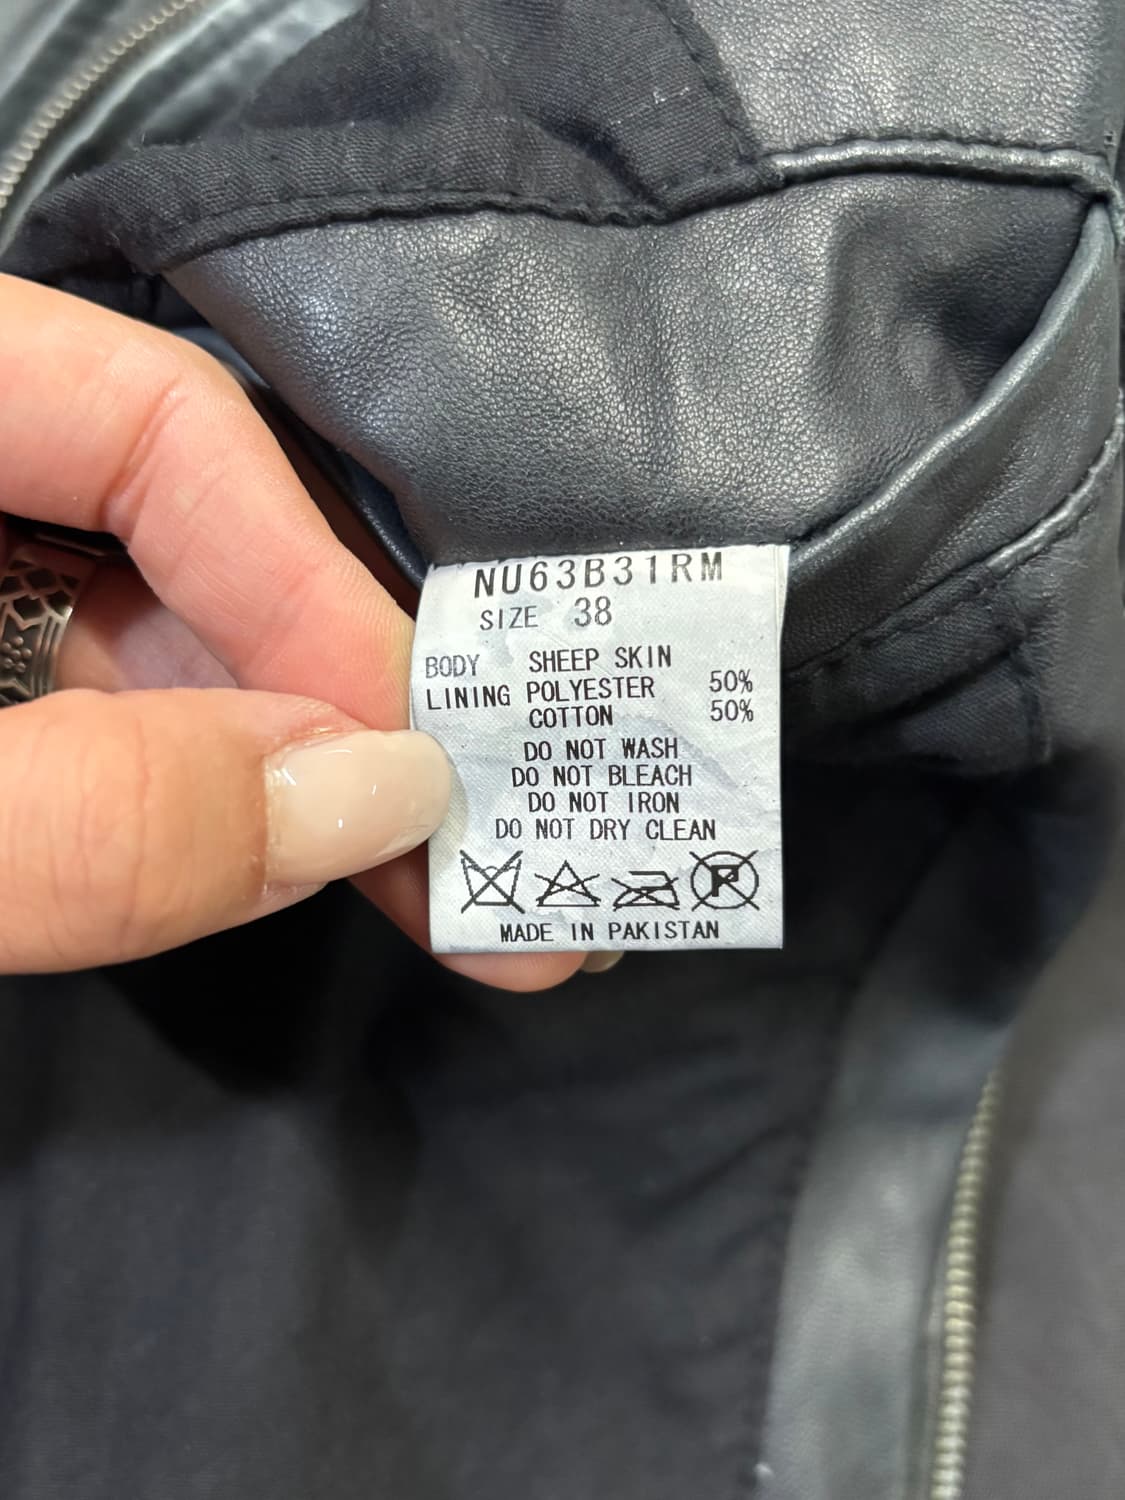 NU63B31RM
SIZE 38
BODY SHEEP SKIN
LINING POLYESTER 50%
COTTON 50%
DO NOT WASH
DO NOT BLEACH
DO NOT IRON
DO NOT DRY CLEAN
P
MADE IN PAKISTAN